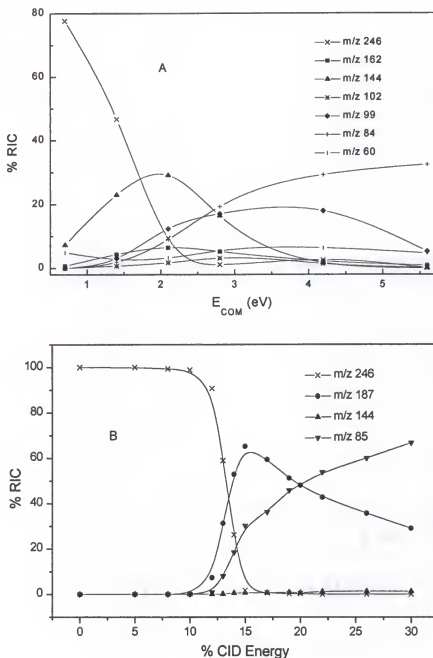 80
60
40
20
0
% RIC
A
m/z 246
m/z 162
m/z 144
m/z 102
m/z 99
m/z 84
m/z 60
1
2
3
4
5
E_COM (eV)
100
80
60
40
20
0
% RIC
B
m/z 246
m/z 187
m/z 144
m/z 85
0
5
10
15
20
25
30
% CID Energy